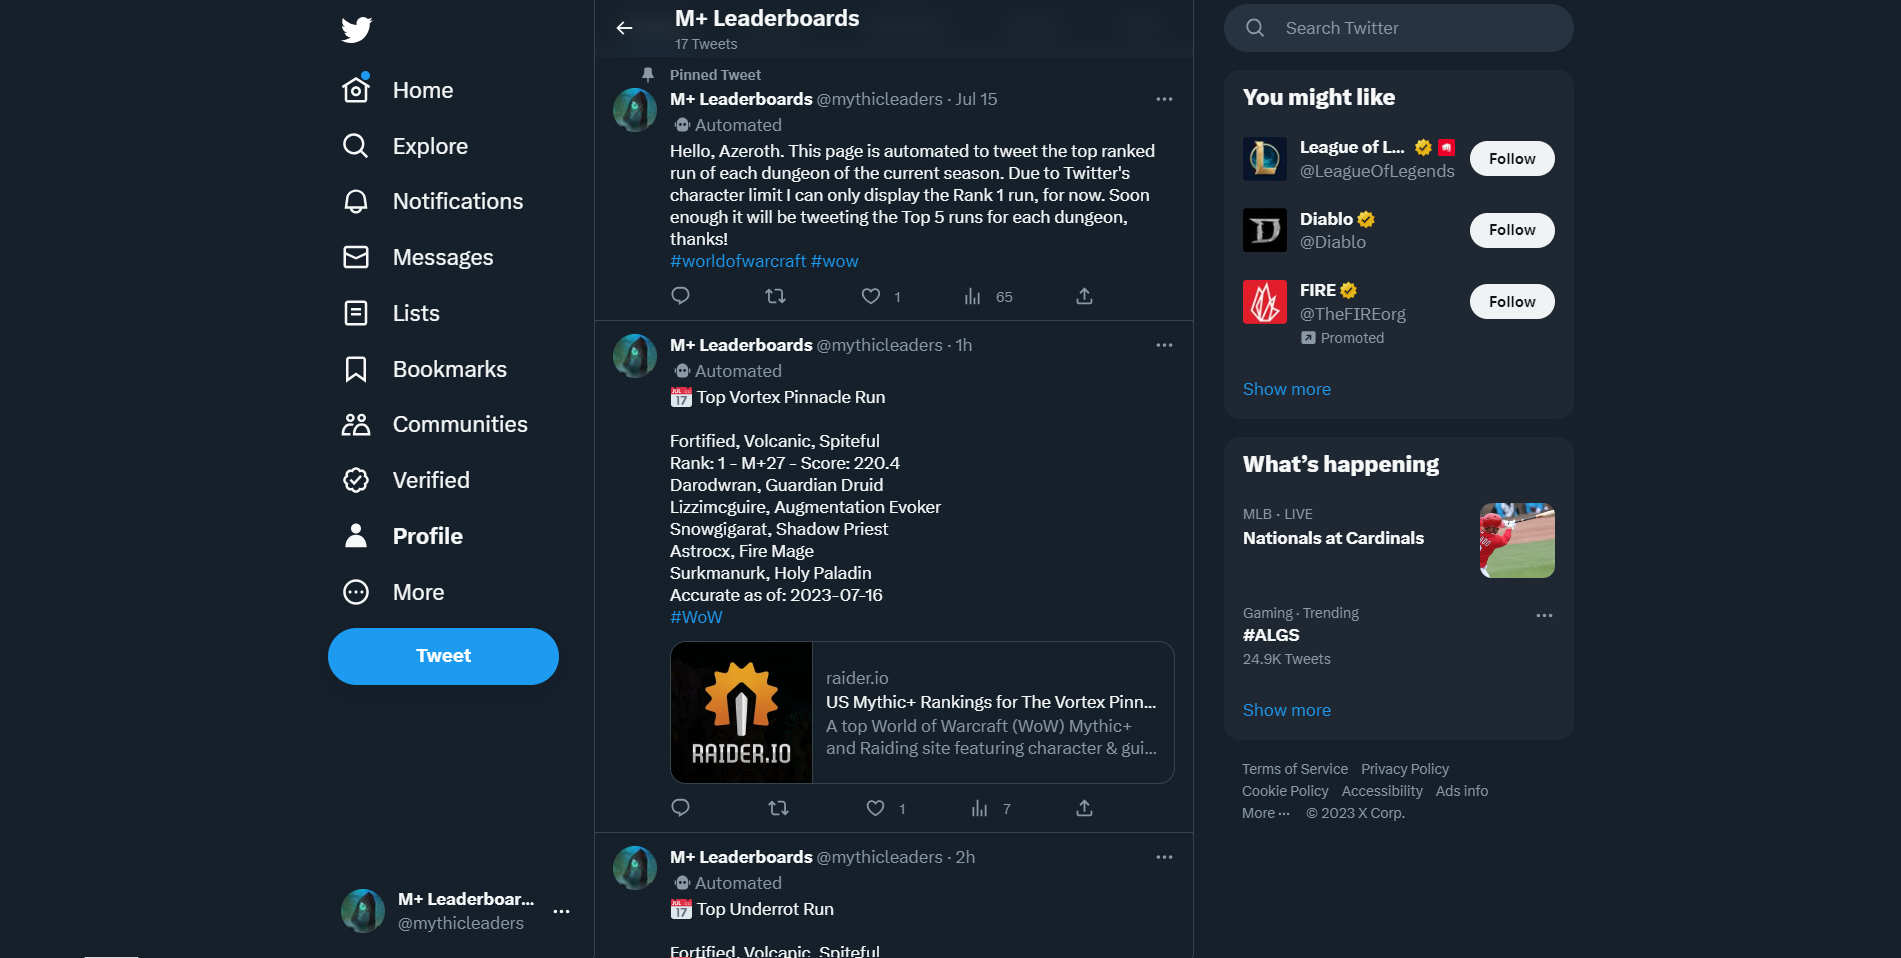 Home
Explore
Notifications
Messages
Lists
Bookmarks
Communities
Verified
Profile
More
Tweet
M+ Leaderboar...
@mythicleaders
M+ Leaderboards
17 Tweets
Pinned Tweet
M+ Leaderboards @mythicleaders · Jul 15
Automated
Hello, Azeroth. This page is automated to tweet the top ranked
run of each dungeon of the current season. Due to Twitter's
character limit I can only display the Rank 1 run, for now. Soon
enough it will be tweeting the Top 5 runs for each dungeon,
thanks!
#worldofwarcraft #wow
1 65
M+ Leaderboards @mythicleaders · 1h
Automated
JUL 17 Top Vortex Pinnacle Run
Fortified, Volcanic, Spiteful
Rank: 1 - M+27 - Score: 220.4
Darodwran, Guardian Druid
Lizzimcguire, Augmentation Evoker
Snowgigarat, Shadow Priest
Astrocx, Fire Mage
Surkmanurk, Holy Paladin
Accurate as of: 2023-07-16
#WoW
RAIDER.IO
raider.io
US Mythic+ Rankings for The Vortex Pinn...
A top World of Warcraft (WoW) Mythic+
and Raiding site featuring character & gui...
1 7
M+ Leaderboards @mythicleaders · 2h
Automated
JUL 17 Top Underrot Run
Fortified, Volcanic, Spiteful
Search Twitter
You might like
League of L...
@LeagueOfLegends
Follow
Diablo
@Diablo
Follow
FIRE
@TheFIREorg
Promoted
Follow
Show more
What's happening
MLB · LIVE
Nationals at Cardinals
Gaming · Trending
#ALGS
24.9K Tweets
Show more
Terms of Service Privacy Policy
Cookie Policy Accessibility Ads info
More ··· © 2023 X Corp.